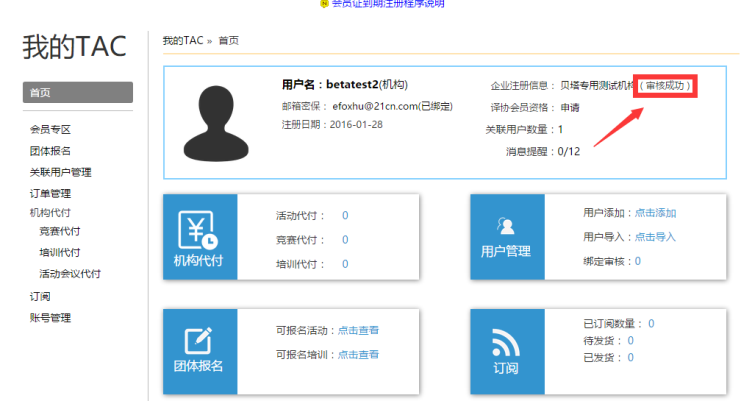 会员证到期注册程序说明
我的TAC
我的TAC » 首页
首页
会员专区
团体报名
关联用户管理
订单管理
机构代付
竞赛代付
培训代付
活动会议代付
订阅
账号管理
用户名：betatest2(机构)
邮箱密保： efoxhu@21cn.com(已绑定)
注册日期：2016-01-28
企业注册信息： 贝塔专用测试机构 ( 审核成功 )
译协会员资格： 申请
关联用户数量：1
消息提醒：0/12
机构代付
活动代付： 0
竞赛代付： 0
培训代付： 0
用户管理
用户添加：点击添加
用户导入：点击导入
绑定审核：0
团体报名
可报名活动：点击查看
可报名培训：点击查看
订阅
已订阅数量： 0
待发货： 0
已发货： 0